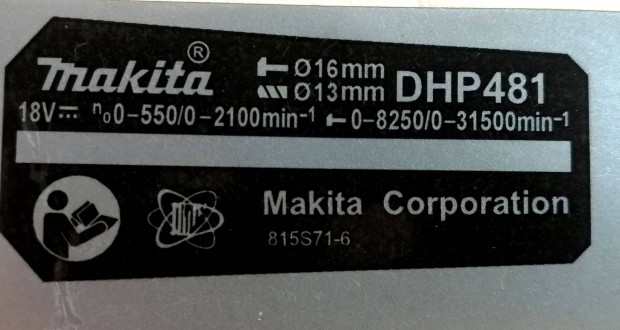 makita®
Ø16mm
Ø13mm
DHP481
18V⎓ n₀0-550/0-2100min⁻¹ 0-8250/0-31500min⁻¹
Makita Corporation
815S71-6